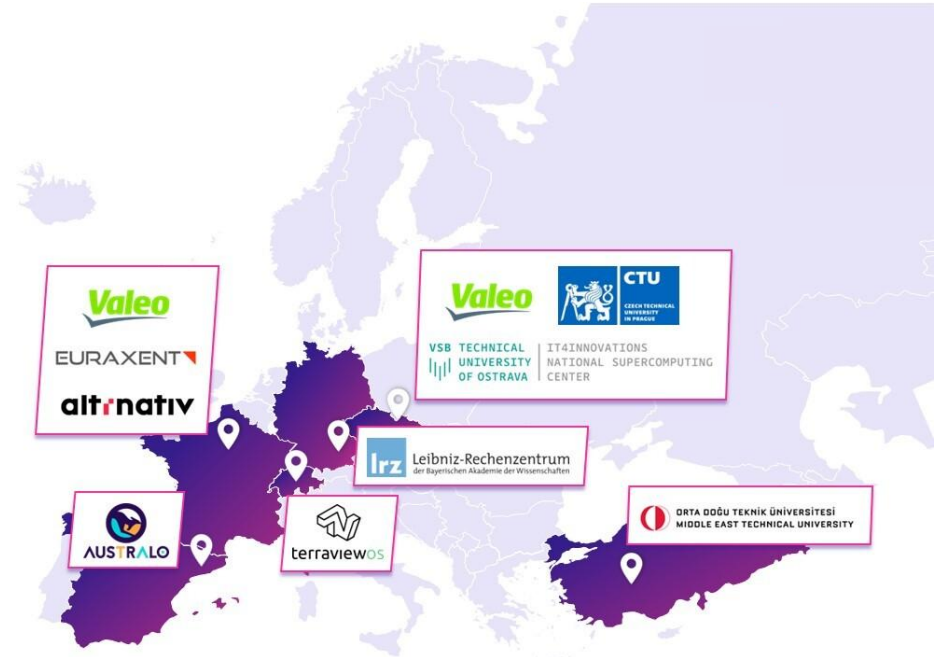 Valeo
EURAXENT
altrnativ
Valeo
CTU
CZECH TECHNICAL
UNIVERSITY
IN PRAGUE
VSB TECHNICAL
UNIVERSITY
OF OSTRAVA
IT4INNOVATIONS
NATIONAL SUPERCOMPUTING
CENTER
lrz
Leibniz-Rechenzentrum
der Bayerischen Akademie der Wissenschaften
AUSTRALO
terraviewos
ORTA DOĞU TEKNİK ÜNİVERSİTESİ
MIDDLE EAST TECHNICAL UNIVERSITY